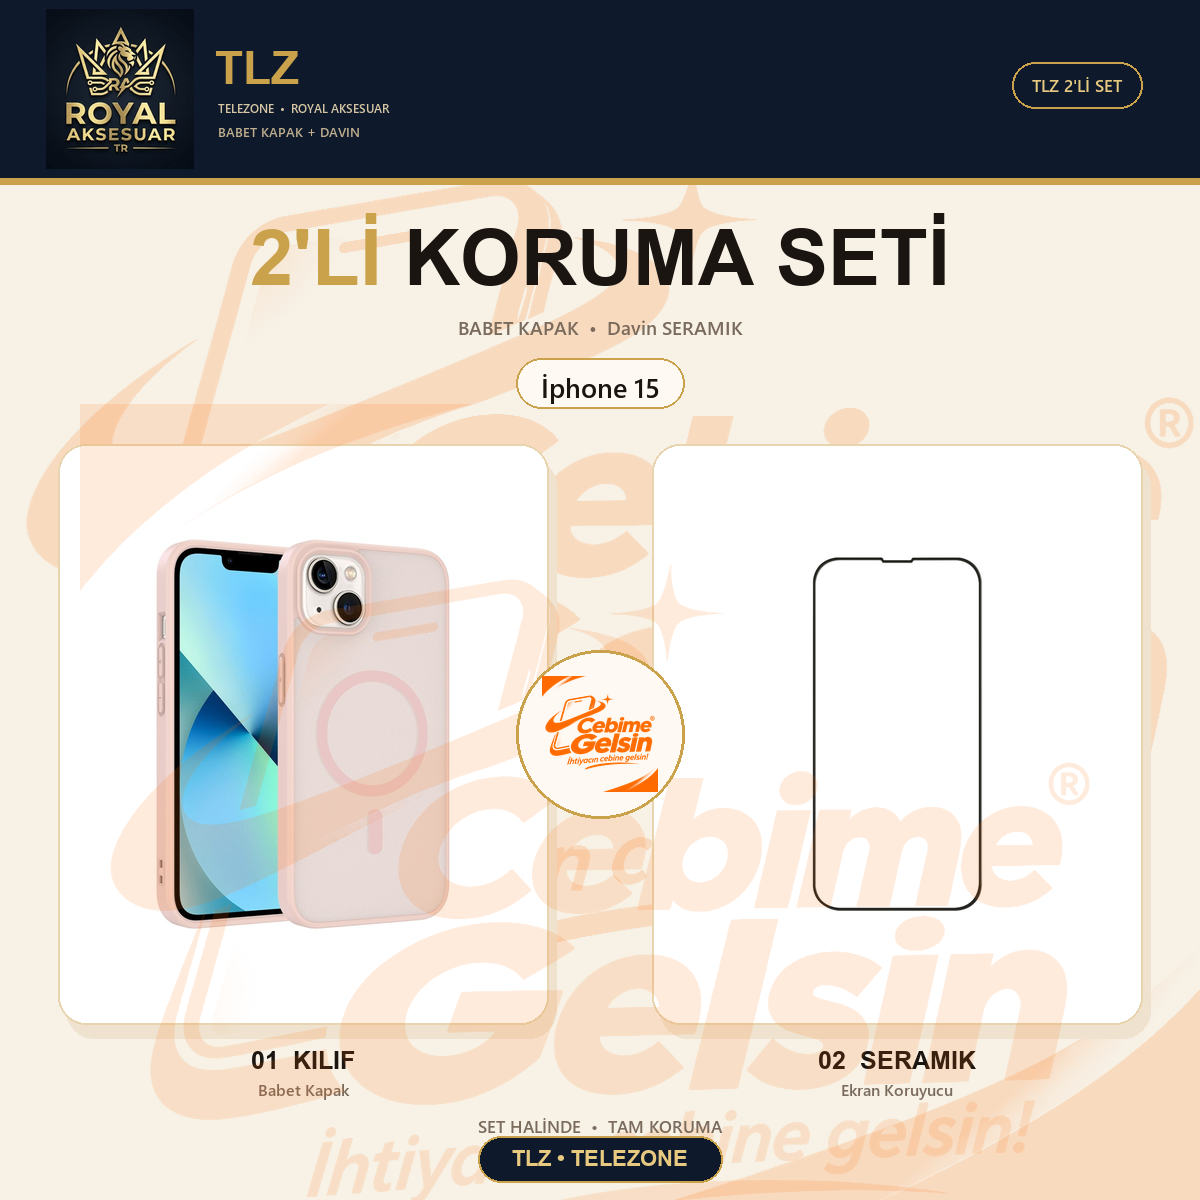 ROYAL
AKSESUAR
TR
TLZ
TELEZONE • ROYAL AKSESUAR
BABET KAPAK + DAVIN
TLZ 2'Lİ SET
2'Lİ KORUMA SETİ
BABET KAPAK • Davin SERAMIK
İphone 15
Cebime
Gelsin
İhtiyacın cebine gelsin!
®
Cebime®
Gelsin
01 KILIF
Babet Kapak
02 SERAMIK
Ekran Koruyucu
SET HALİNDE • TAM KORUMA
TLZ • TELEZONE